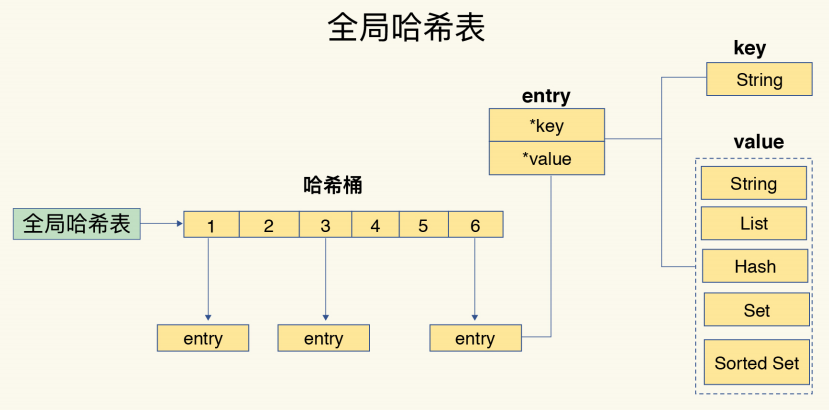 全局哈希表
key
String
entry
*key
*value
value
哈希桶
String
全局哈希表
1
2
3
4
5
6
List
Hash
Set
entry
entry
entry
Sorted Set